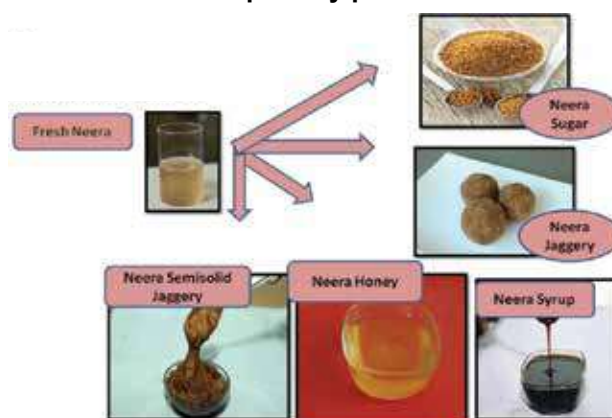 Fresh Neera
Neera
Sugar
Neera
Jaggery
Neera Semisolid
Jaggery
Neera Honey
Neera Syrup